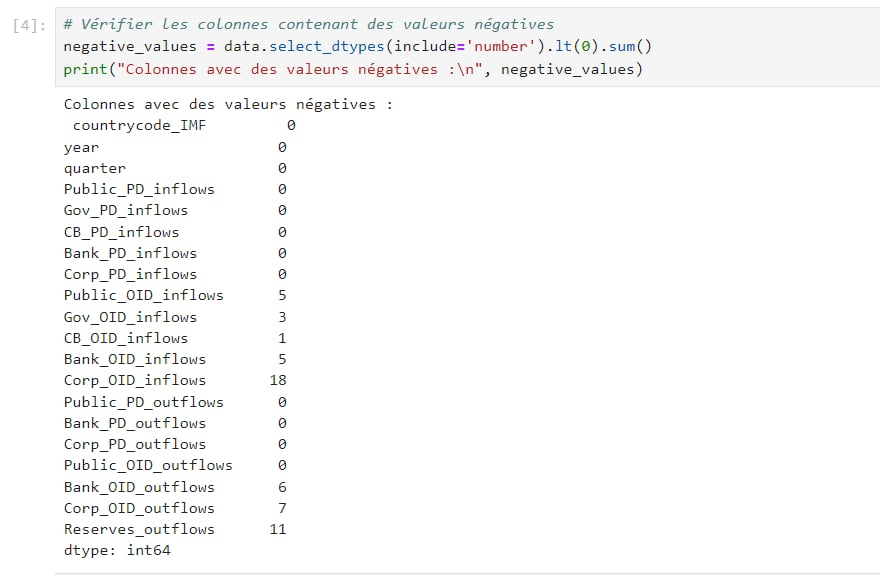 [4]: # Vérifier les colonnes contenant des valeurs négatives
negative_values = data.select_dtypes(include='number').lt(0).sum()
print("Colonnes avec des valeurs négatives :\n", negative_values)
Colonnes avec des valeurs négatives :
countrycode_IMF 0
year 0
quarter 0
Public_PD_inflows 0
Gov_PD_inflows 0
CB_PD_inflows 0
Bank_PD_inflows 0
Corp_PD_inflows 0
Public_OID_inflows 5
Gov_OID_inflows 3
CB_OID_inflows 1
Bank_OID_inflows 5
Corp_OID_inflows 18
Public_PD_outflows 0
Bank_PD_outflows 0
Corp_PD_outflows 0
Public_OID_outflows 0
Bank_OID_outflows 6
Corp_OID_outflows 7
Reserves_outflows 11
dtype: int64